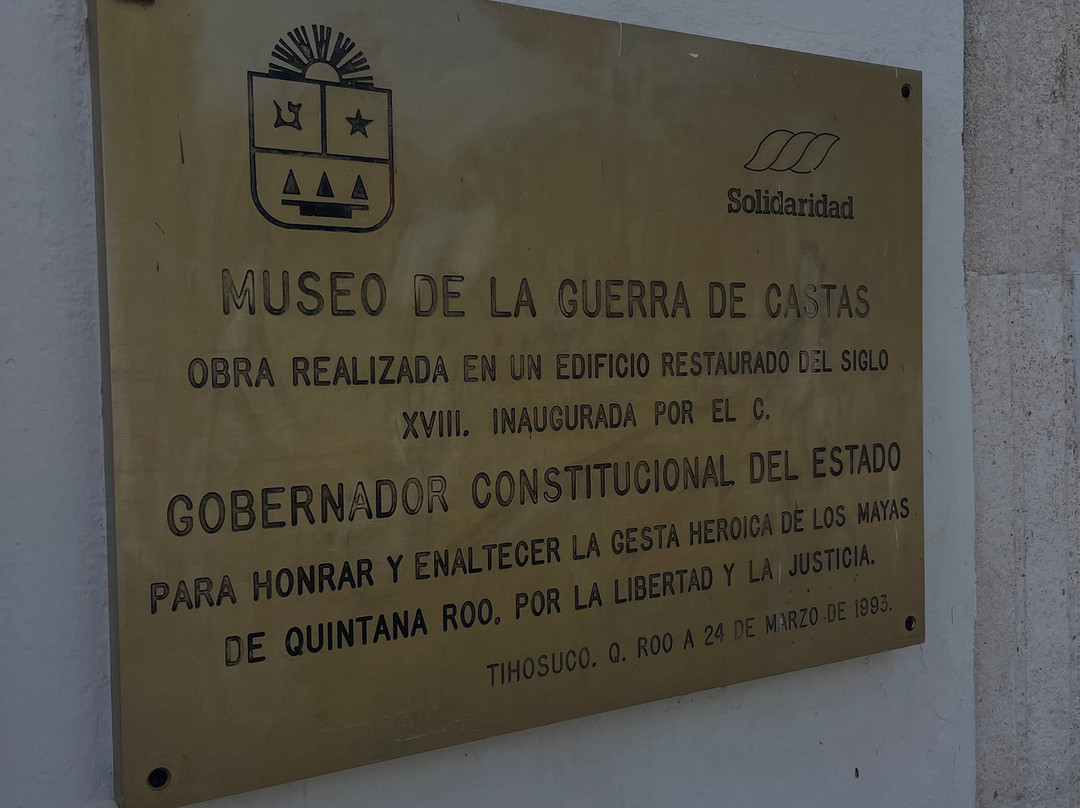 Solidaridad
MUSEO DE LA GUERRA DE CASTAS
OBRA REALIZADA EN UN EDIFICIO RESTAURADO DEL SIGLO
XVIII. INAUGURADA POR EL C.
GOBERNADOR CONSTITUCIONAL DEL ESTADO
PARA HONRAR Y ENALTECER LA GESTA HEROICA DE LOS MAYAS
DE QUINTANA ROO, POR LA LIBERTAD Y LA JUSTICIA.
TIHOSUCO, Q. ROO A 24 DE MARZO DE 1993.